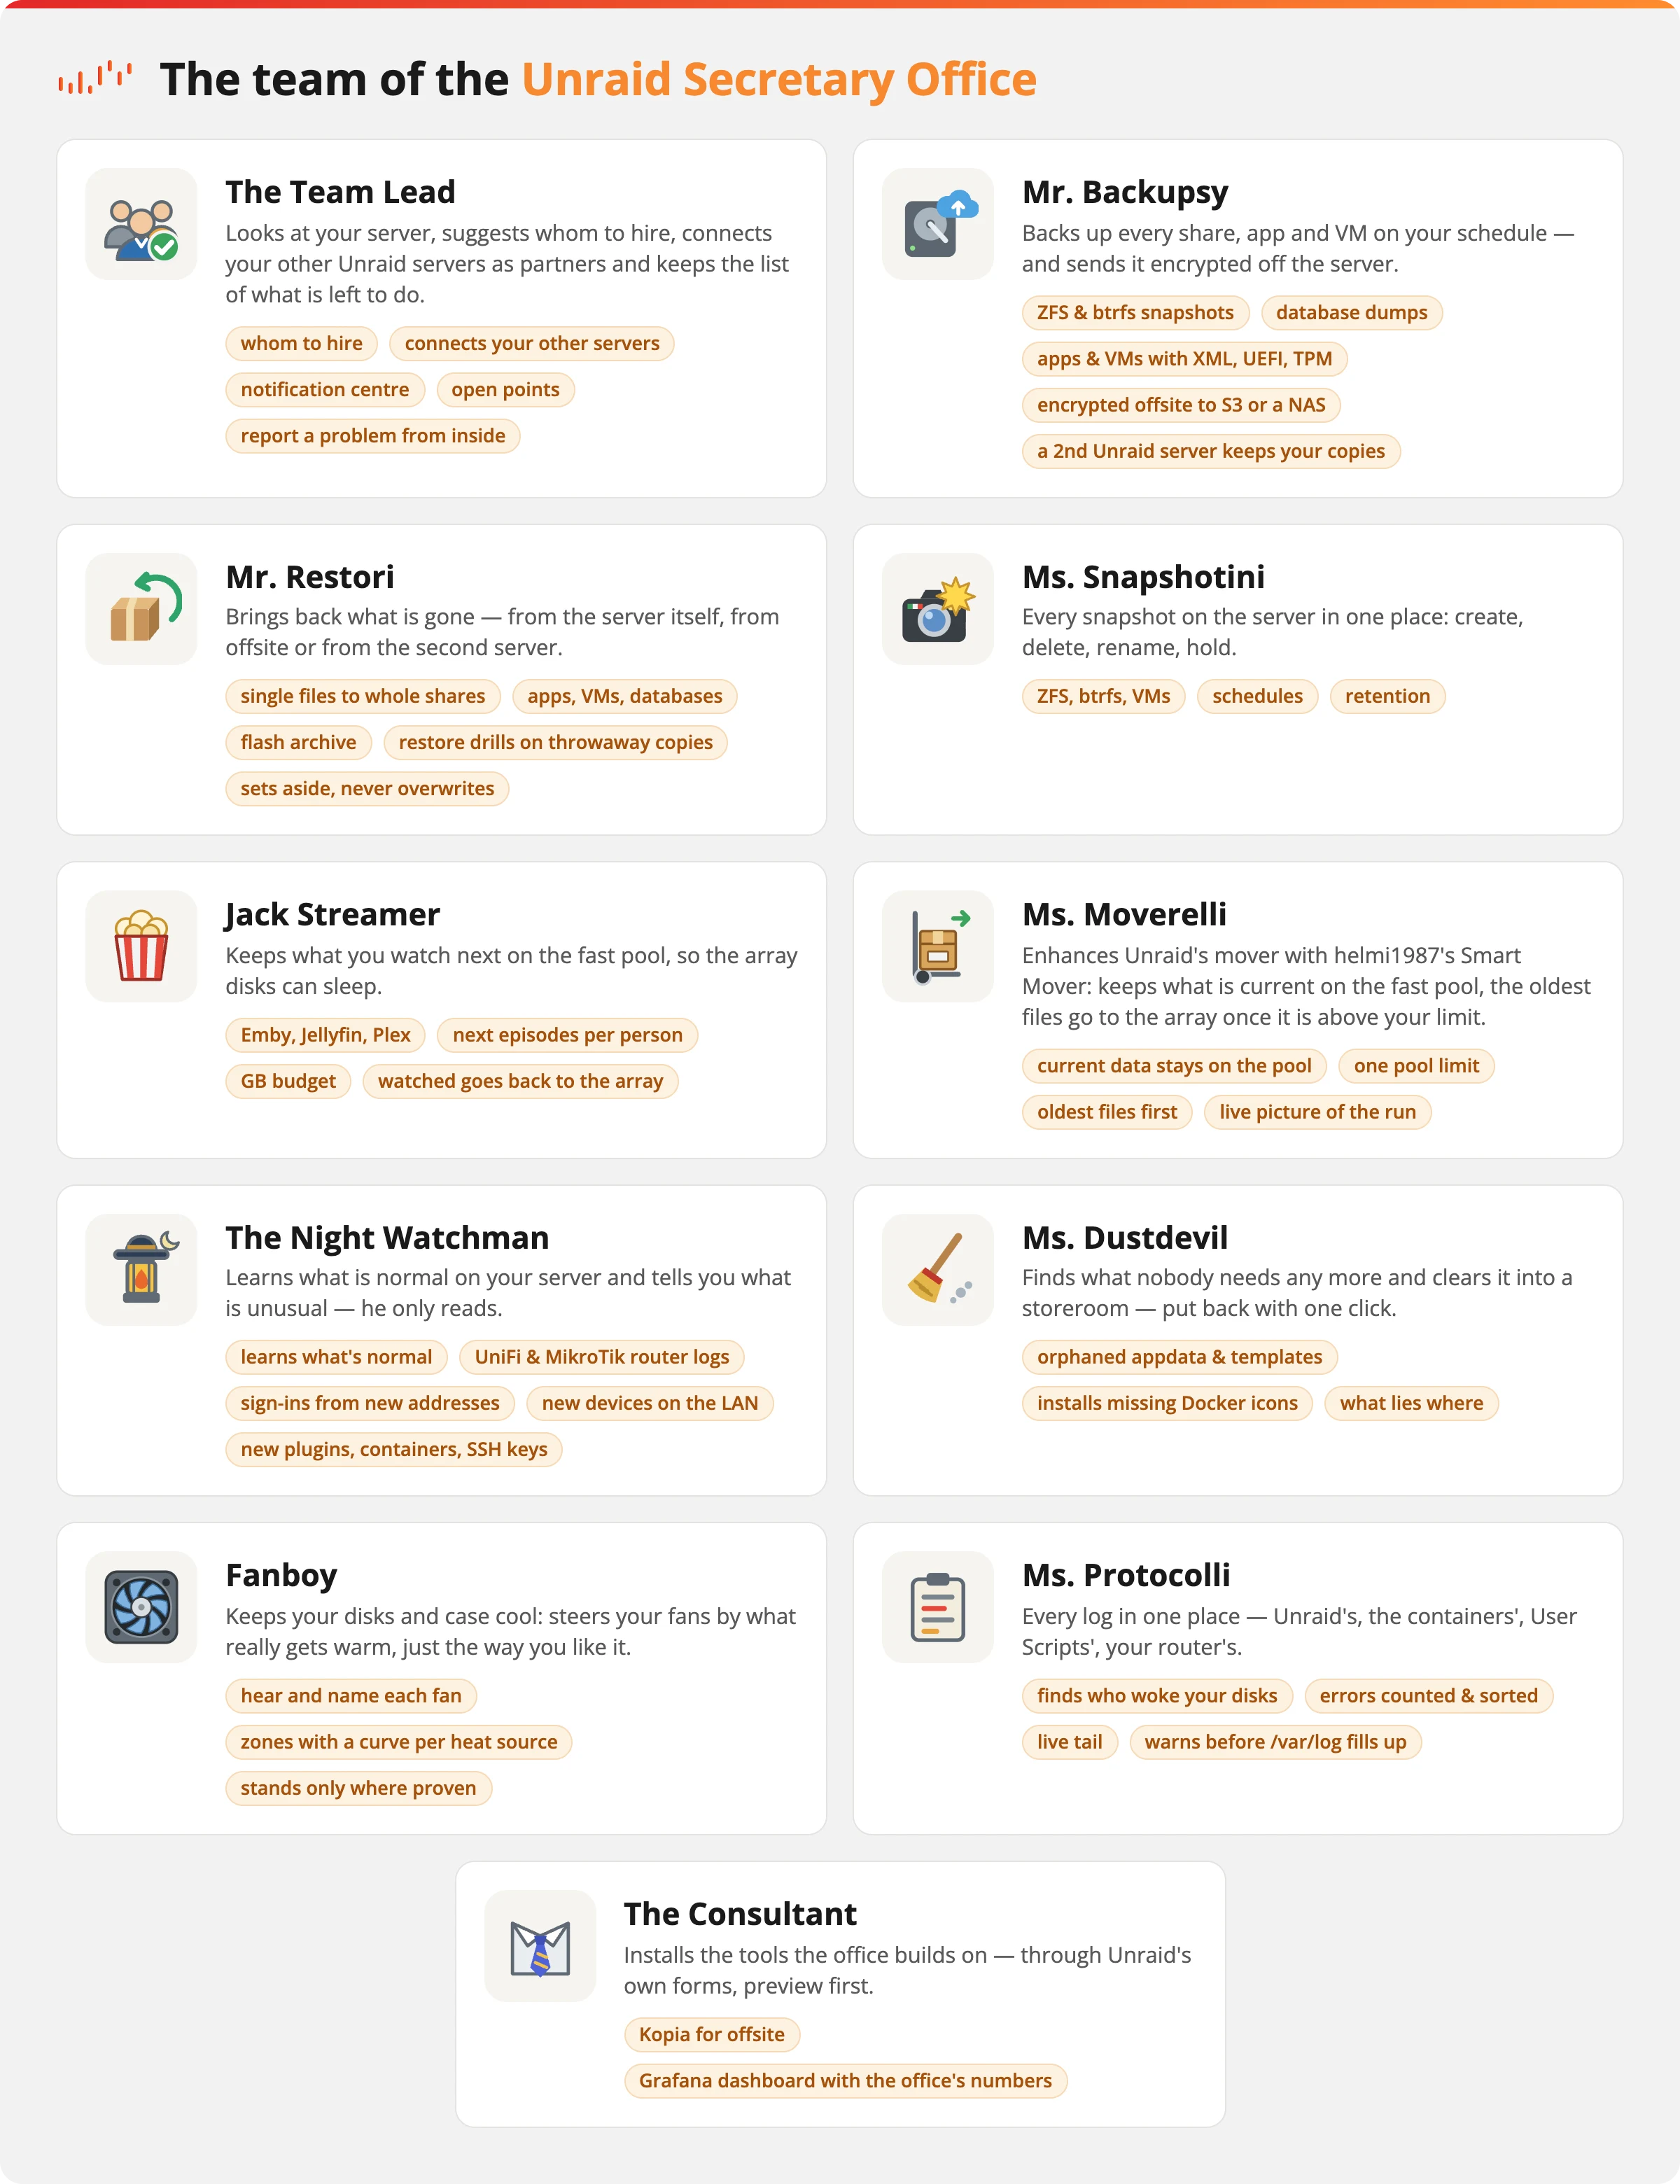 The team of the Unraid Secretary Office
The Team Lead
Looks at your server, suggests whom to hire, connects
your other Unraid servers as partners and keeps the list
of what is left to do.
whom to hire
connects your other servers
notification centre
open points
report a problem from inside
Mr. Backupsy
Backs up every share, app and VM on your schedule —
and sends it encrypted off the server.
ZFS & btrfs snapshots
database dumps
apps & VMs with XML, UEFI, TPM
encrypted offsite to S3 or a NAS
a 2nd Unraid server keeps your copies
Mr. Restori
Brings back what is gone — from the server itself, from
offsite or from the second server.
single files to whole shares
apps, VMs, databases
flash archive
restore drills on throwaway copies
sets aside, never overwrites
Ms. Snapshotini
Every snapshot on the server in one place: create,
delete, rename, hold.
ZFS, btrfs, VMs
schedules
retention
Jack Streamer
Keeps what you watch next on the fast pool, so the array
disks can sleep.
Emby, Jellyfin, Plex
next episodes per person
GB budget
watched goes back to the array
Ms. Moverelli
Enhances Unraid's mover with helmi1987's Smart
Mover: keeps what is current on the fast pool, the oldest
files go to the array once it is above your limit.
current data stays on the pool
one pool limit
oldest files first
live picture of the run
The Night Watchman
Learns what is normal on your server and tells you what
is unusual — he only reads.
learns what's normal
UniFi & MikroTik router logs
sign-ins from new addresses
new devices on the LAN
new plugins, containers, SSH keys
Ms. Dustdevil
Finds what nobody needs any more and clears it into a
storeroom — put back with one click.
orphaned appdata & templates
installs missing Docker icons
what lies where
Fanboy
Keeps your disks and case cool: steers your fans by what
really gets warm, just the way you like it.
hear and name each fan
zones with a curve per heat source
stands only where proven
Ms. Protocolli
Every log in one place — Unraid's, the containers', User
Scripts', your router's.
finds who woke your disks
errors counted & sorted
live tail
warns before /var/log fills up
The Consultant
Installs the tools the office builds on — through Unraid's
own forms, preview first.
Kopia for offsite
Grafana dashboard with the office's numbers